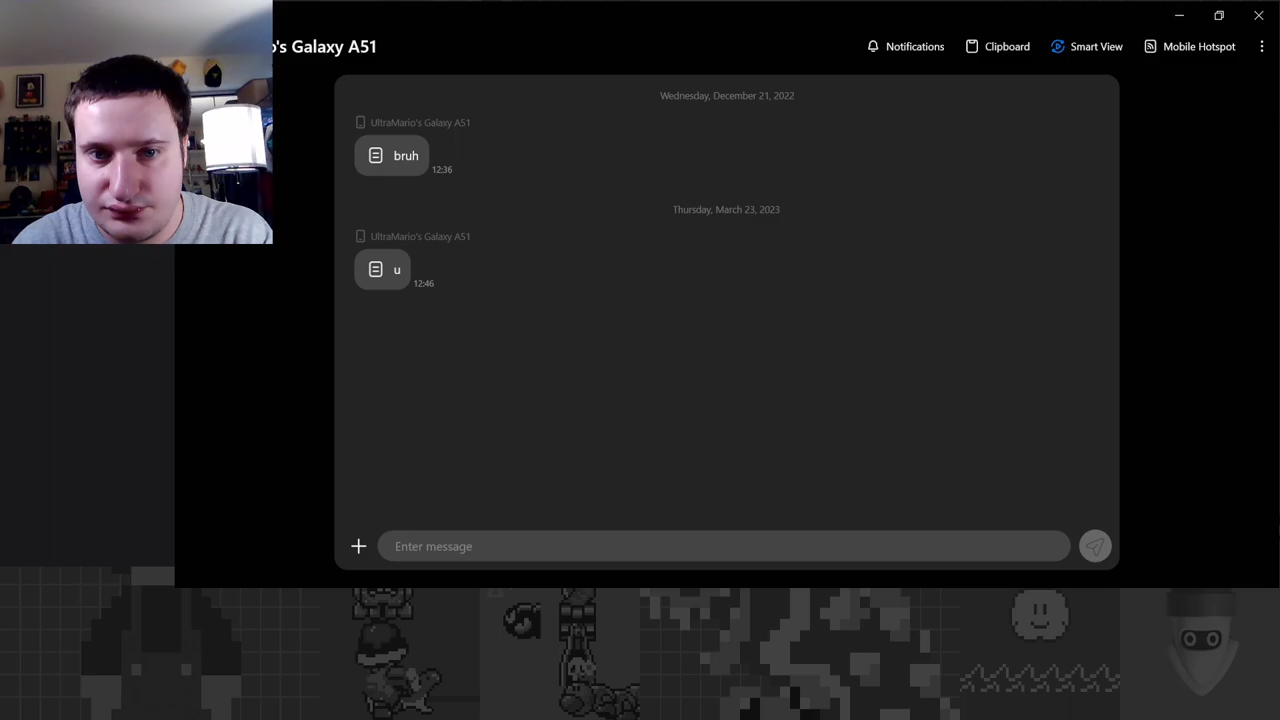 's Galaxy A51
Notifications
Clipboard
Smart View
Mobile Hotspot
Wednesday, December 21, 2022
UltraMario's Galaxy A51
bruh
12:36
Thursday, March 23, 2023
UltraMario's Galaxy A51
u
12:46
Enter message